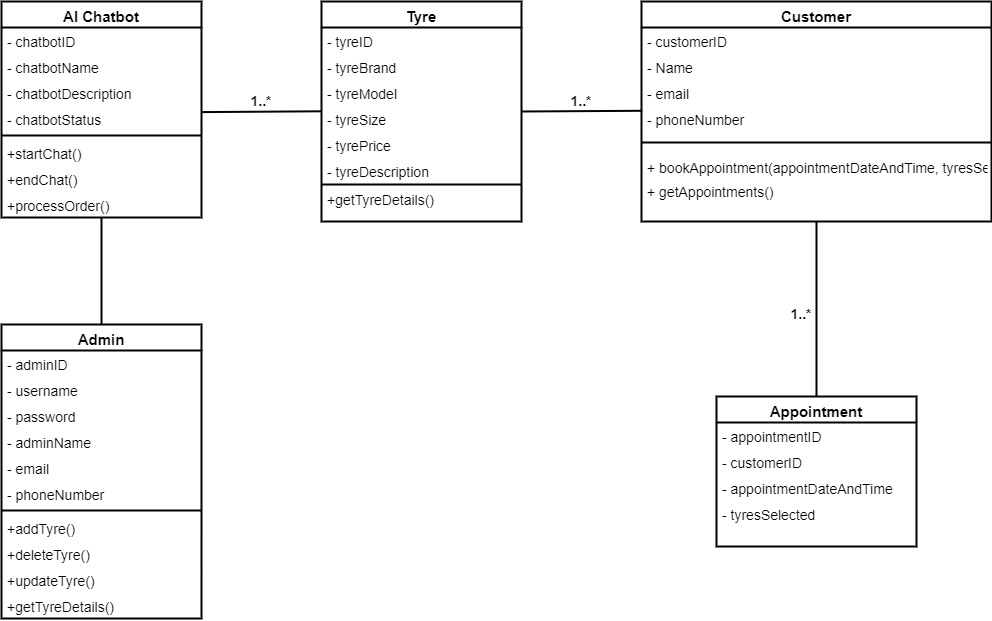 AI Chatbot
- chatbotID
- chatbotName
- chatbotDescription
- chatbotStatus
+startChat()
+endChat()
+processOrder()
1..*
Tyre
- tyreID
- tyreBrand
- tyreModel
- tyreSize
- tyrePrice
- tyreDescription
+getTyreDetails()
1..*
Customer
- customerID
- Name
- email
- phoneNumber
+ bookAppointment(appointmentDateAndTime, tyresSe
+ getAppointments()
1..*
Admin
- adminID
- username
- password
- adminName
- email
- phoneNumber
+addTyre()
+deleteTyre()
+updateTyre()
+getTyreDetails()
Appointment
- appointmentID
- customerID
- appointmentDateAndTime
- tyresSelected